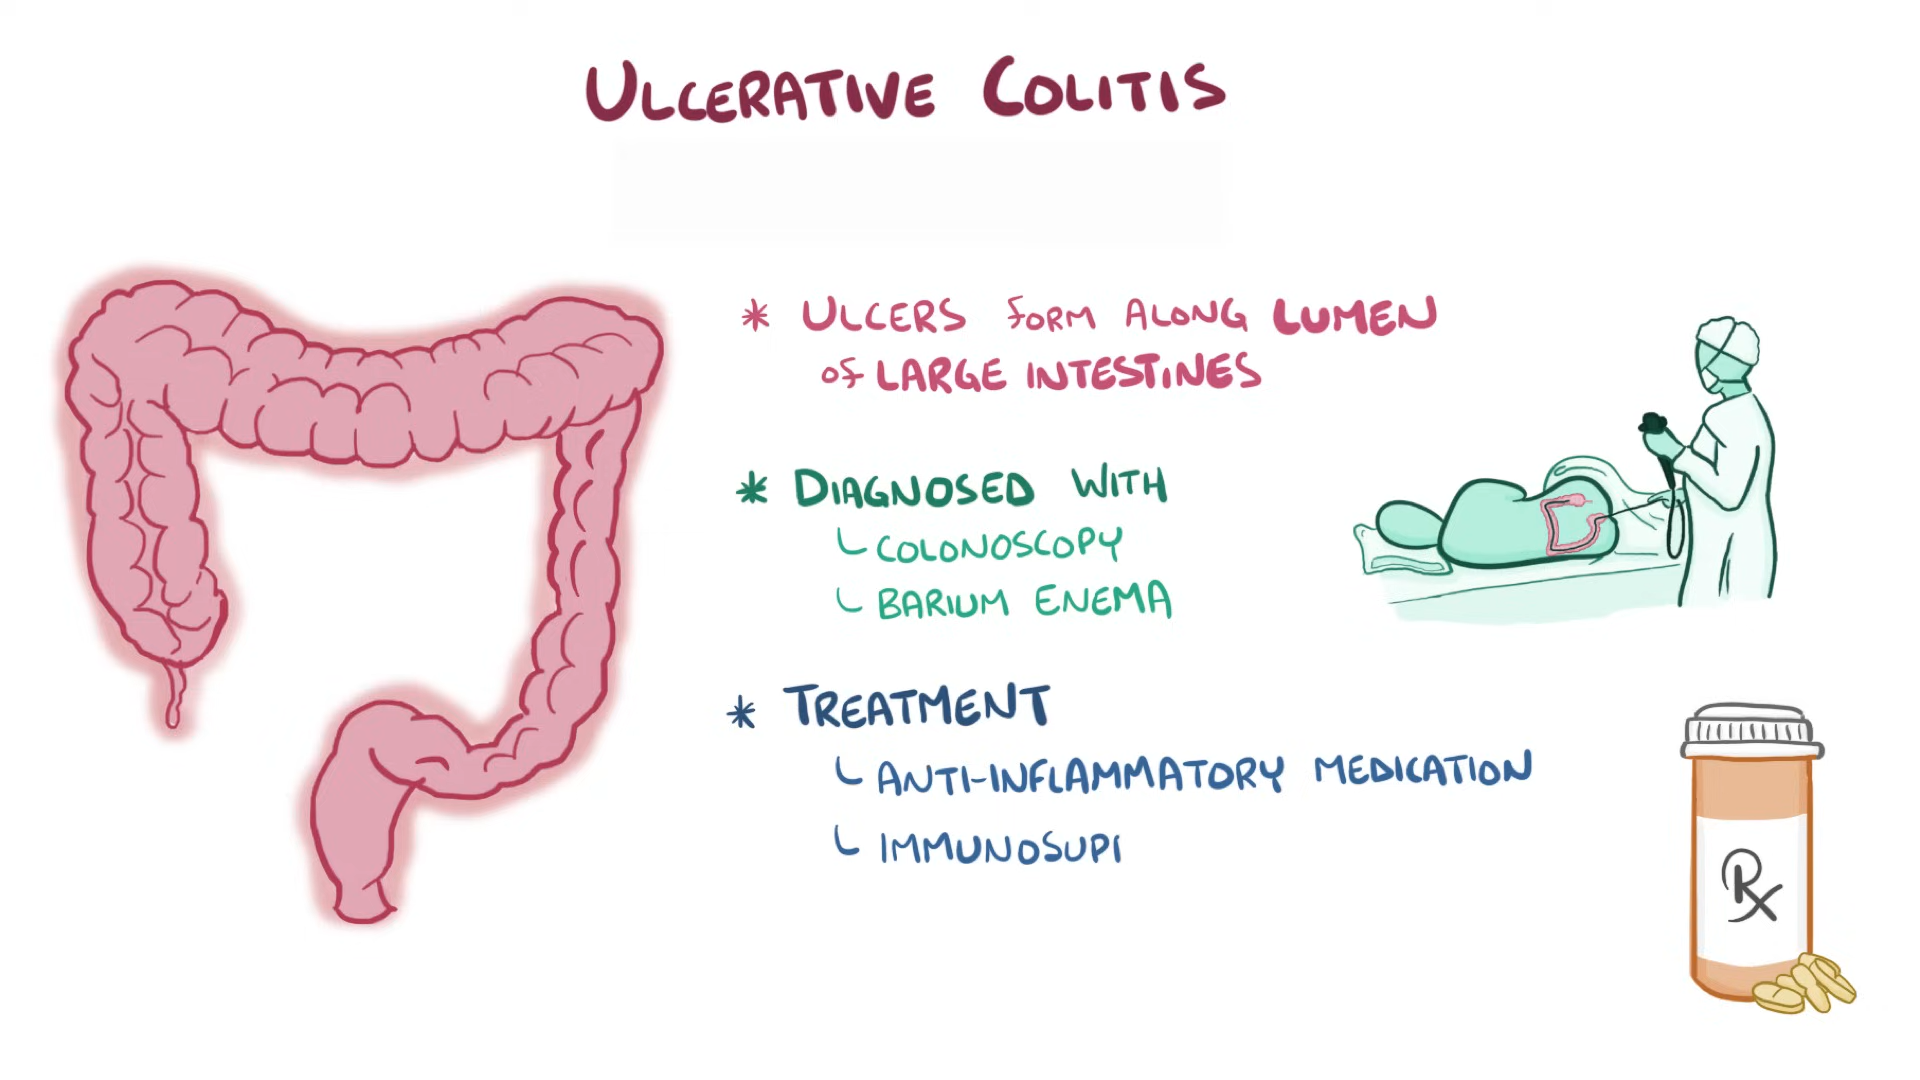 ULCERATIVE COLITIS
* ULCERS FORM ALONG LUMEN
OF LARGE INTESTINES
* DIAGNOSED WITH
COLONOSCOPY
BARIUM ENEMA
* TREATMENT
ANTI-INFLAMMATORY MEDICATION
IMMUNOSUPI
Rx